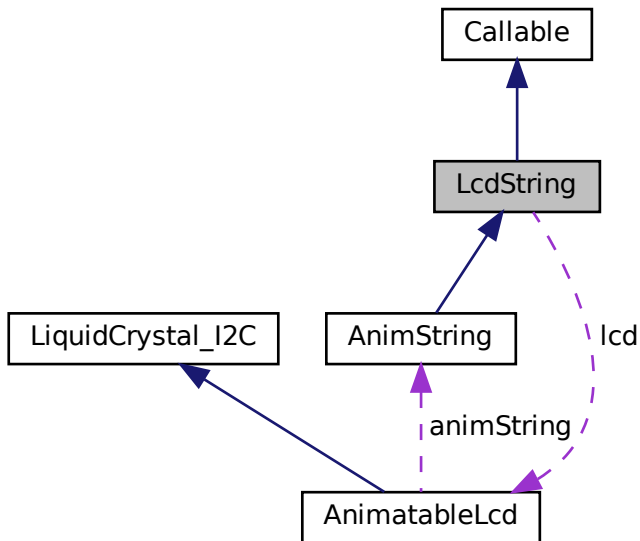 Callable
LcdString
LiquidCrystal_I2C
AnimString
lcd
animString
AnimatableLcd